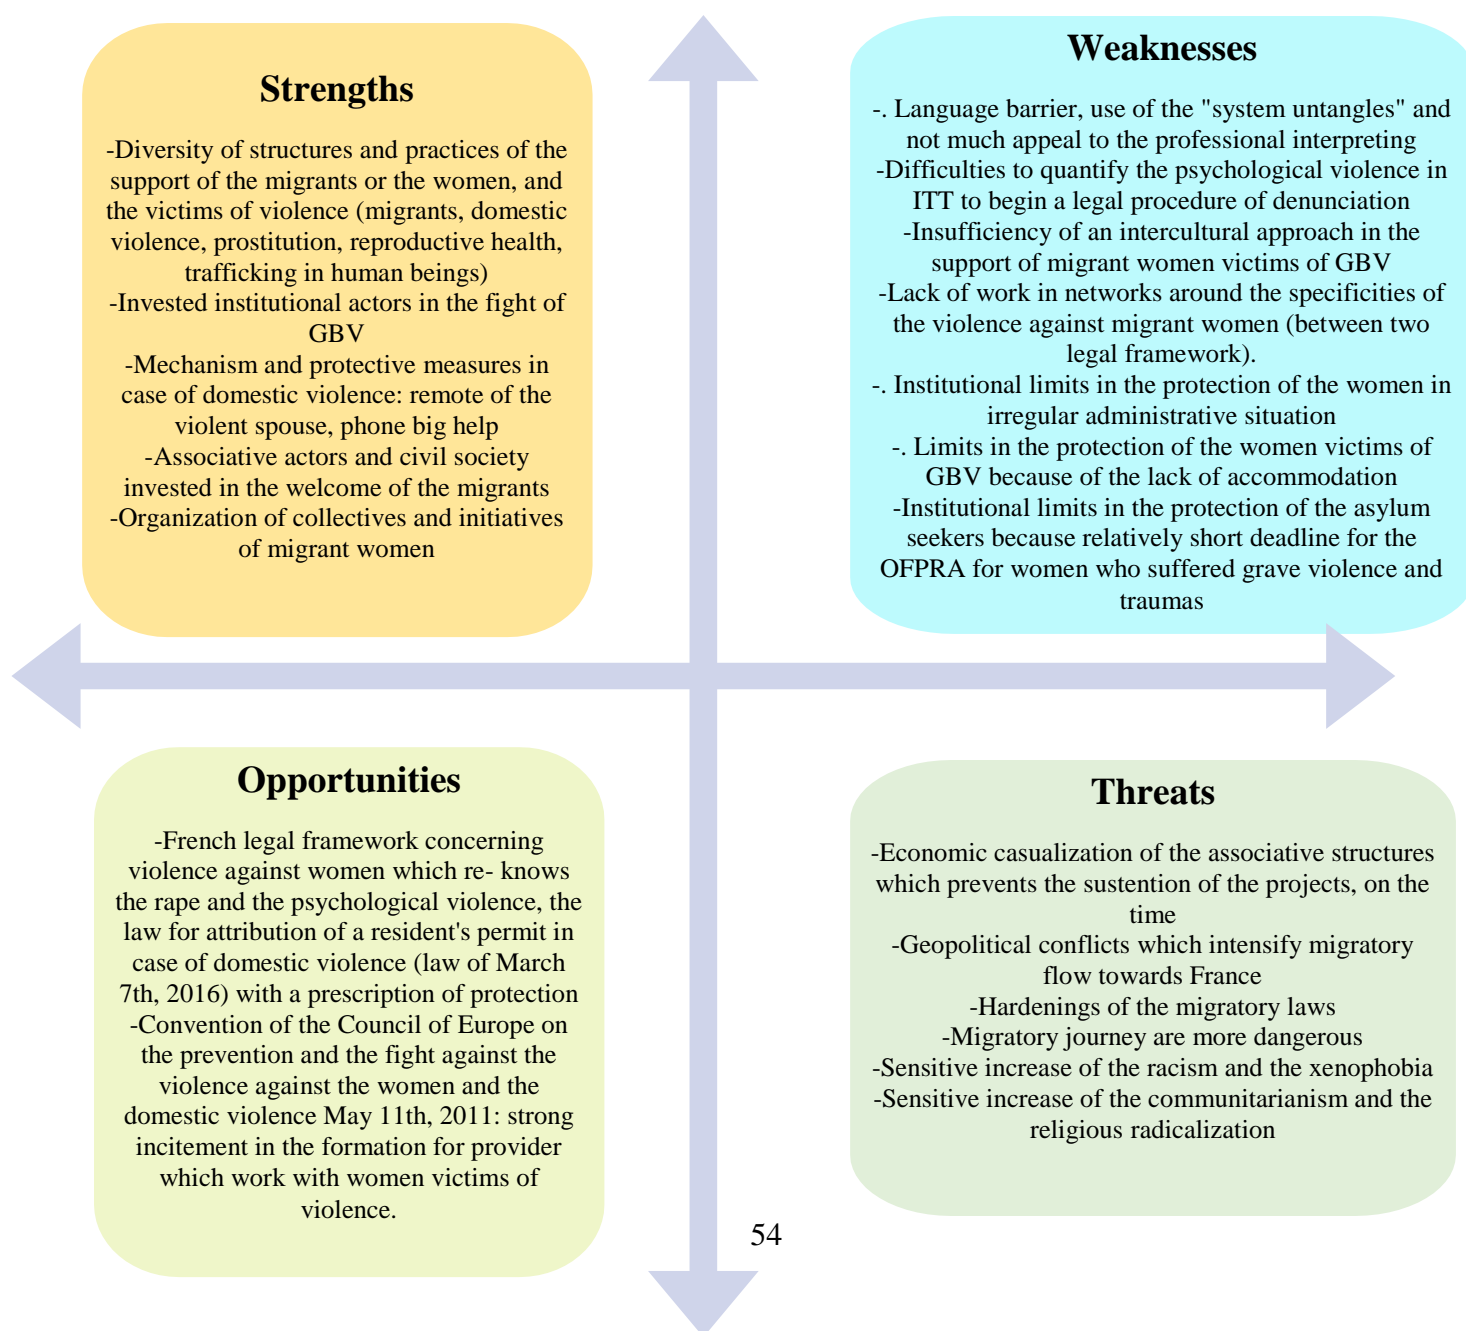 Strengths
-Diversity of structures and practices of the
support of the migrants or the women, and
the victims of violence (migrants, domestic
violence, prostitution, reproductive health,
trafficking in human beings)
-Invested institutional actors in the fight of
GBV
-Mechanism and protective measures in
case of domestic violence: remote of the
violent spouse, phone big help
-Associative actors and civil society
invested in the welcome of the migrants
-Organization of collectives and initiatives
of migrant women
Weaknesses
-. Language barrier, use of the "system untangles" and
not much appeal to the professional interpreting
-Difficulties to quantify the psychological violence in
ITT to begin a legal procedure of denunciation
-Insufficiency of an intercultural approach in the
support of migrant women victims of GBV
-Lack of work in networks around the specificities of
the violence against migrant women (between two
legal framework).
-. Institutional limits in the protection of the women in
irregular administrative situation
-. Limits in the protection of the women victims of
GBV because of the lack of accommodation
-Institutional limits in the protection of the asylum
seekers because relatively short deadline for the
OFPRA for women who suffered grave violence and
traumas
Opportunities
-French legal framework concerning
violence against women which re- knows
the rape and the psychological violence, the
law for attribution of a resident's permit in
case of domestic violence (law of March
7th, 2016) with a prescription of protection
-Convention of the Council of Europe on
the prevention and the fight against the
violence against the women and the
domestic violence May 11th, 2011: strong
incitement in the formation for provider
which work with women victims of
violence.
Threats
-Economic casualization of the associative structures
which prevents the sustention of the projects, on the
time
-Geopolitical conflicts which intensify migratory
flow towards France
-Hardenings of the migratory laws
-Migratory journey are more dangerous
-Sensitive increase of the racism and the xenophobia
-Sensitive increase of the communitarianism and the
religious radicalization
54